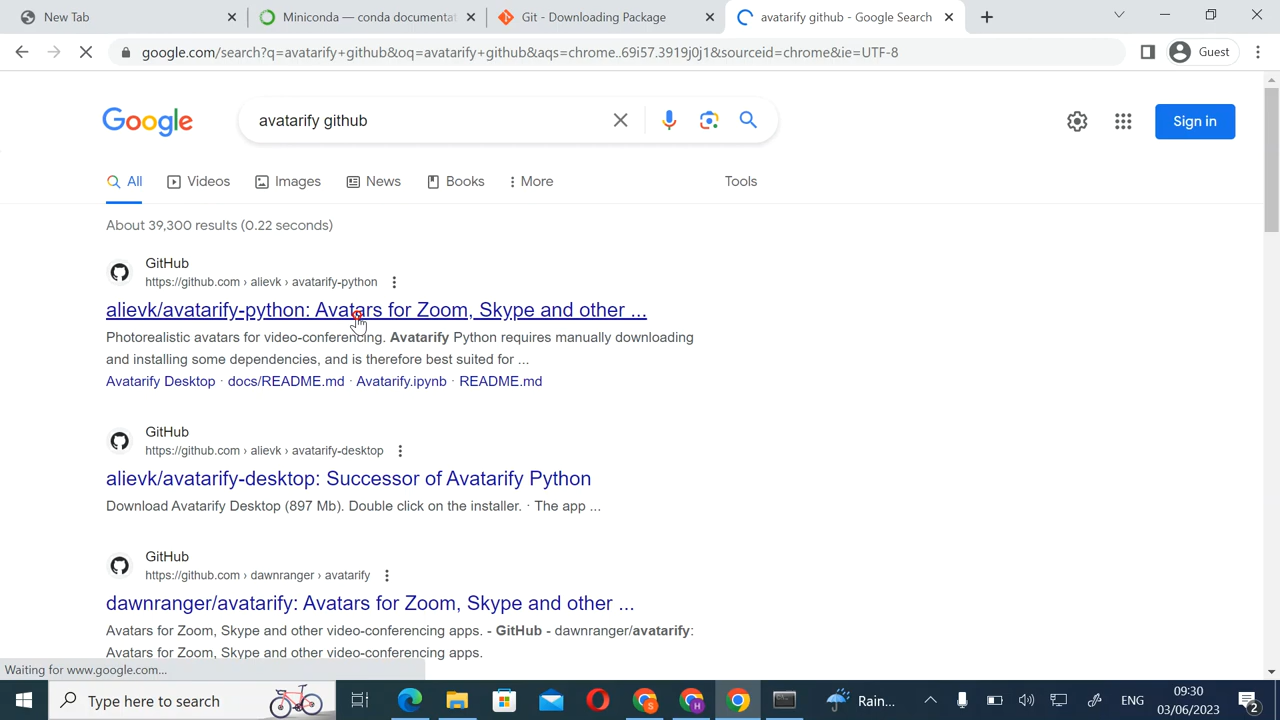 New Tab
Miniconda — conda documentat
Git - Downloading Package
avatarify github - Google Search
google.com/search?q=avatarify+github&oq=avatarify+github&aqs=chrome..69i57.3919j0j1&sourceid=chrome&ie=UTF-8
Guest
Google
avatarify github
Sign in
All
Videos
Images
News
Books
More
Tools
About 39,300 results (0.22 seconds)
GitHub
https://github.com › alievk › avatarify-python
alievk/avatarify-python: Avatars for Zoom, Skype and other ...
Photorealistic avatars for video-conferencing. Avatarify Python requires manually downloading
and installing some dependencies, and is therefore best suited for ...
Avatarify Desktop · docs/README.md · Avatarify.ipynb · README.md
GitHub
https://github.com › alievk › avatarify-desktop
alievk/avatarify-desktop: Successor of Avatarify Python
Download Avatarify Desktop (897 Mb). Double click on the installer. · The app ...
GitHub
https://github.com › dawnranger › avatarify
dawnranger/avatarify: Avatars for Zoom, Skype and other ...
Avatars for Zoom, Skype and other video-conferencing apps. - GitHub - dawnranger/avatarify:
Avatars for Zoom, Skype and other video-conferencing apps.
Waiting for www.google.com...
Type here to search
S
H
Rain...
ENG
09:30
03/06/2023
2